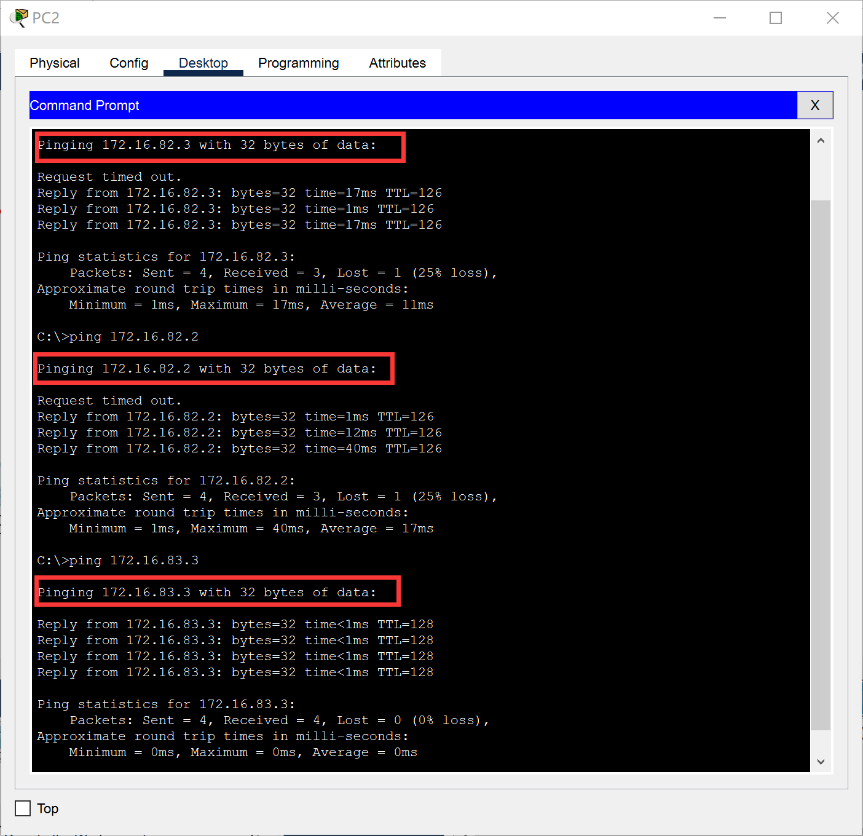 PC2
Physical Config Desktop Programming Attributes
Command Prompt X
Pinging 172.16.82.3 with 32 bytes of data:
Request timed out.
Reply from 172.16.82.3: bytes=32 time=17ms TTL=126
Reply from 172.16.82.3: bytes=32 time=1ms TTL=126
Reply from 172.16.82.3: bytes=32 time=17ms TTL=126
Ping statistics for 172.16.82.3:
Packets: Sent = 4, Received = 3, Lost = 1 (25% loss),
Approximate round trip times in milli-seconds:
Minimum = 1ms, Maximum = 17ms, Average = 11ms
C:\>ping 172.16.82.2
Pinging 172.16.82.2 with 32 bytes of data:
Request timed out.
Reply from 172.16.82.2: bytes=32 time=1ms TTL=126
Reply from 172.16.82.2: bytes=32 time=12ms TTL=126
Reply from 172.16.82.2: bytes=32 time=40ms TTL=126
Ping statistics for 172.16.82.2:
Packets: Sent = 4, Received = 3, Lost = 1 (25% loss),
Approximate round trip times in milli-seconds:
Minimum = 1ms, Maximum = 40ms, Average = 17ms
C:\>ping 172.16.83.3
Pinging 172.16.83.3 with 32 bytes of data:
Reply from 172.16.83.3: bytes=32 time<1ms TTL=128
Reply from 172.16.83.3: bytes=32 time<1ms TTL=128
Reply from 172.16.83.3: bytes=32 time<1ms TTL=128
Reply from 172.16.83.3: bytes=32 time<1ms TTL=128
Ping statistics for 172.16.83.3:
Packets: Sent = 4, Received = 4, Lost = 0 (0% loss),
Approximate round trip times in milli-seconds:
Minimum = 0ms, Maximum = 0ms, Average = 0ms
Top